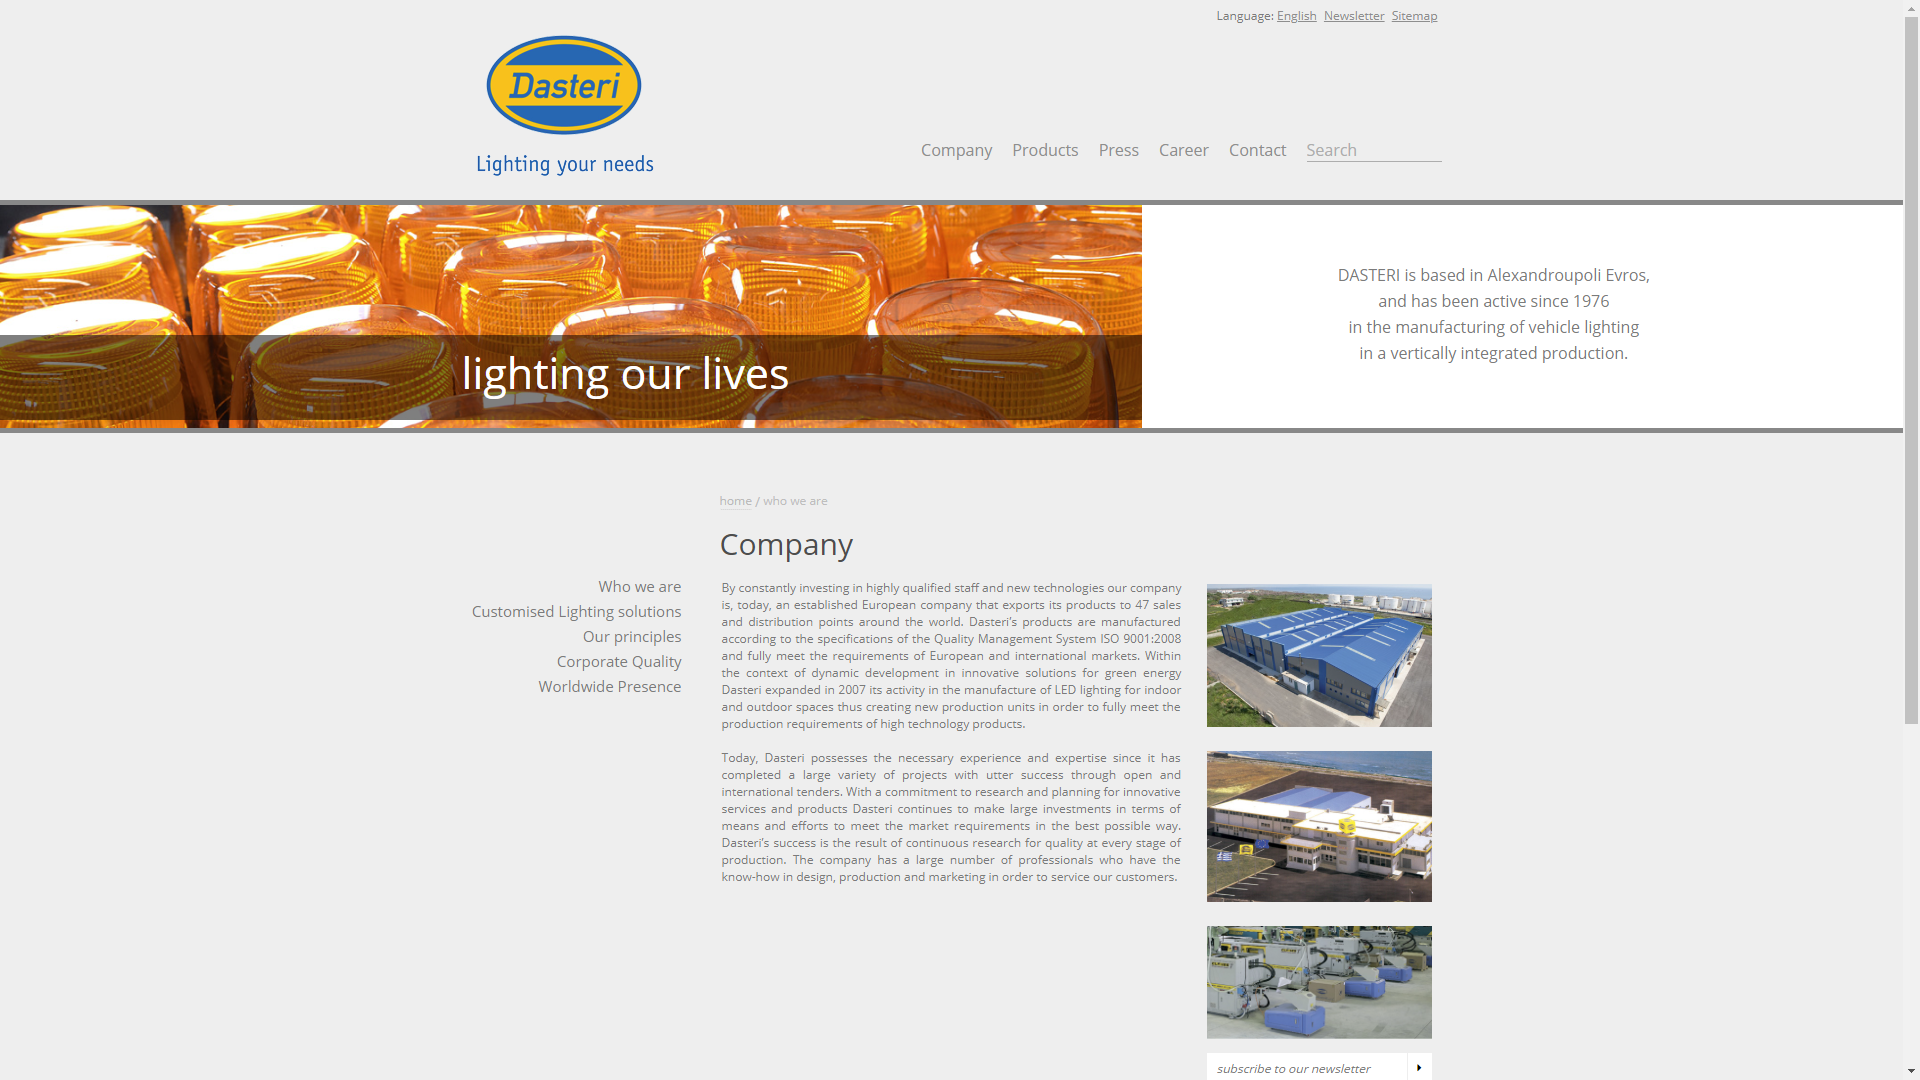 Language: English Newsletter Sitemap
Dasteri
Lighting your needs
Company Products Press Career Contact Search
lighting our lives
DASTERI is based in Alexandroupoli Evros,
and has been active since 1976
in the manufacturing of vehicle lighting
in a vertically integrated production.
home / who we are
Company
Who we are
Customised Lighting solutions
Our principles
Corporate Quality
Worldwide Presence
By constantly investing in highly qualified staff and new technologies our company
is, today, an established European company that exports its products to 47 sales
and distribution points around the world. Dasteri's products are manufactured
according to the specifications of the Quality Management System ISO 9001:2008
and fully meet the requirements of European and international markets. Within
the context of dynamic development in innovative solutions for green energy
Dasteri expanded in 2007 its activity in the manufacture of LED lighting for indoor
and outdoor spaces thus creating new production units in order to fully meet the
production requirements of high technology products.
Today, Dasteri possesses the necessary experience and expertise since it has
completed a large variety of projects with utter success through open and
international tenders. With a commitment to research and planning for innovative
services and products Dasteri continues to make large investments in terms of
means and efforts to meet the market requirements in the best possible way.
Dasteri's success is the result of continuous research for quality at every stage of
production. The company has a large number of professionals who have the
know-how in design, production and marketing in order to service our customers.
subscribe to our newsletter